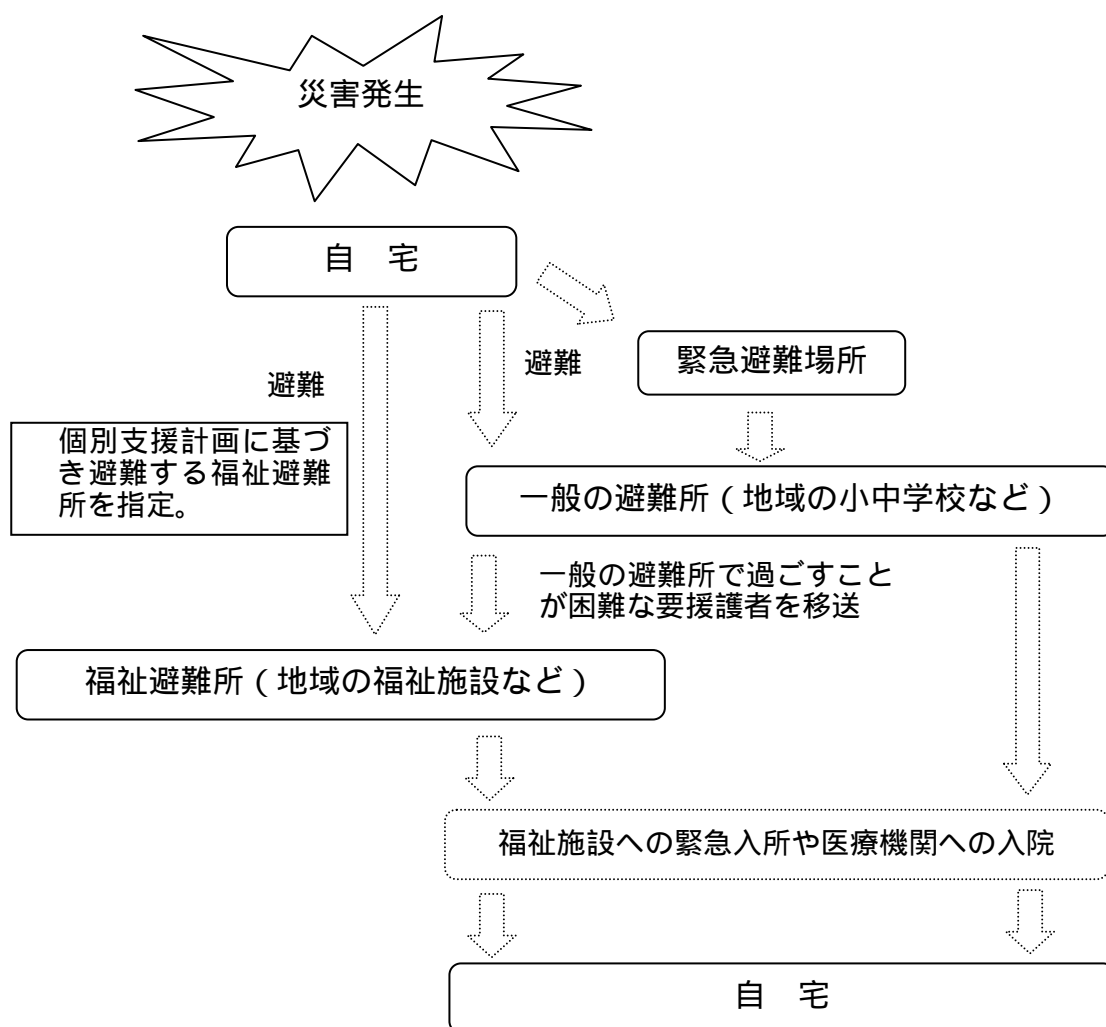 災害発生
自　宅
避難
避難
緊急避難場所
個別支援計画に基づ
き避難する福祉避難
所を指定。
一般の避難所（地域の小中学校など）
一般の避難所で過ごすこと
が困難な要援護者を移送
福祉避難所（地域の福祉施設など）
福祉施設への緊急入所や医療機関への入院
自　宅